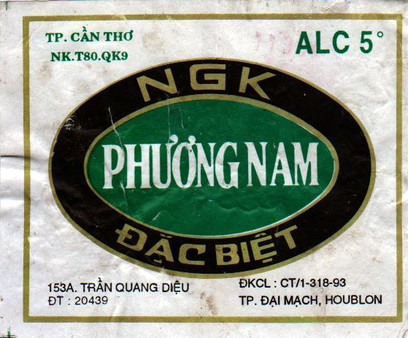 TP. CẦN THƠ
NK.T80.QK9
ALC 5°
NGK
PHƯƠNG NAM
ĐẶC BIỆT
153A. TRẦN QUANG DIỆU
ĐT : 20439
ĐKCL : CT/1-318-93
TP. ĐẠI MẠCH, HOUBLON